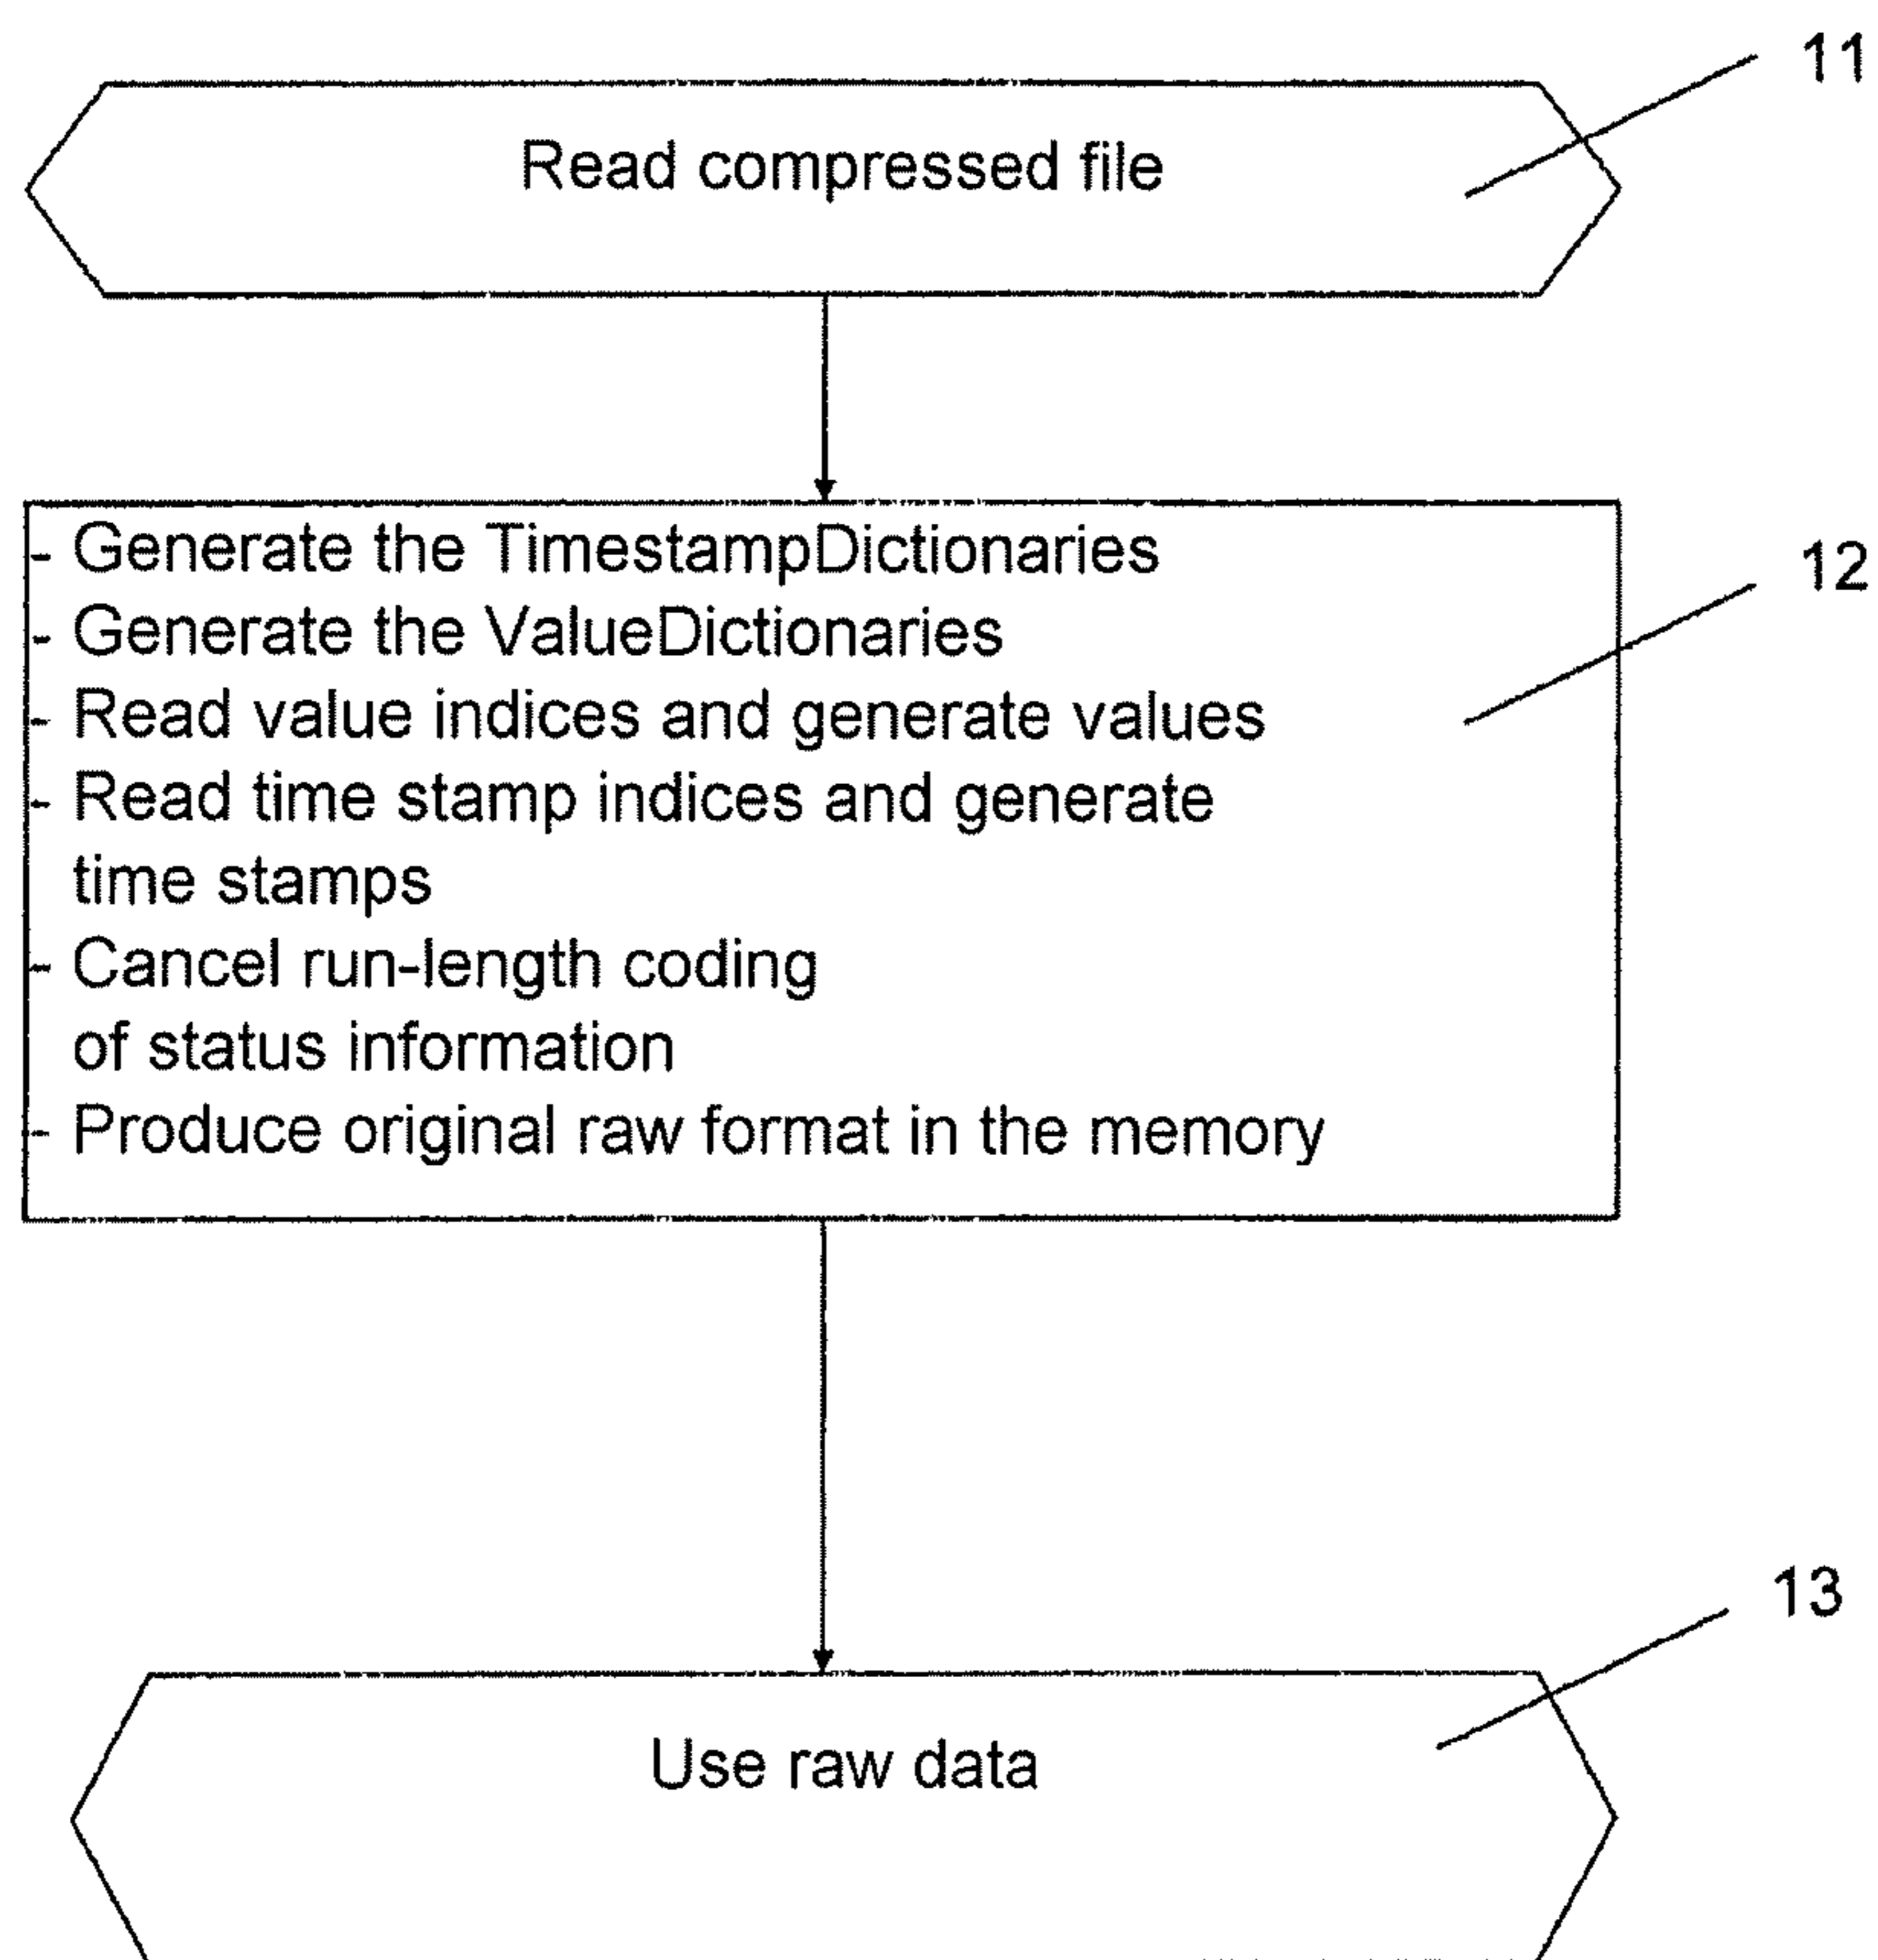 11
Read compressed file
12
- Generate the TimestampDictionaries
- Generate the ValueDictionaries
- Read value indices and generate values
- Read time stamp indices and generate
time stamps
- Cancel run-length coding
of status information
- Produce original raw format in the memory
13
Use raw data